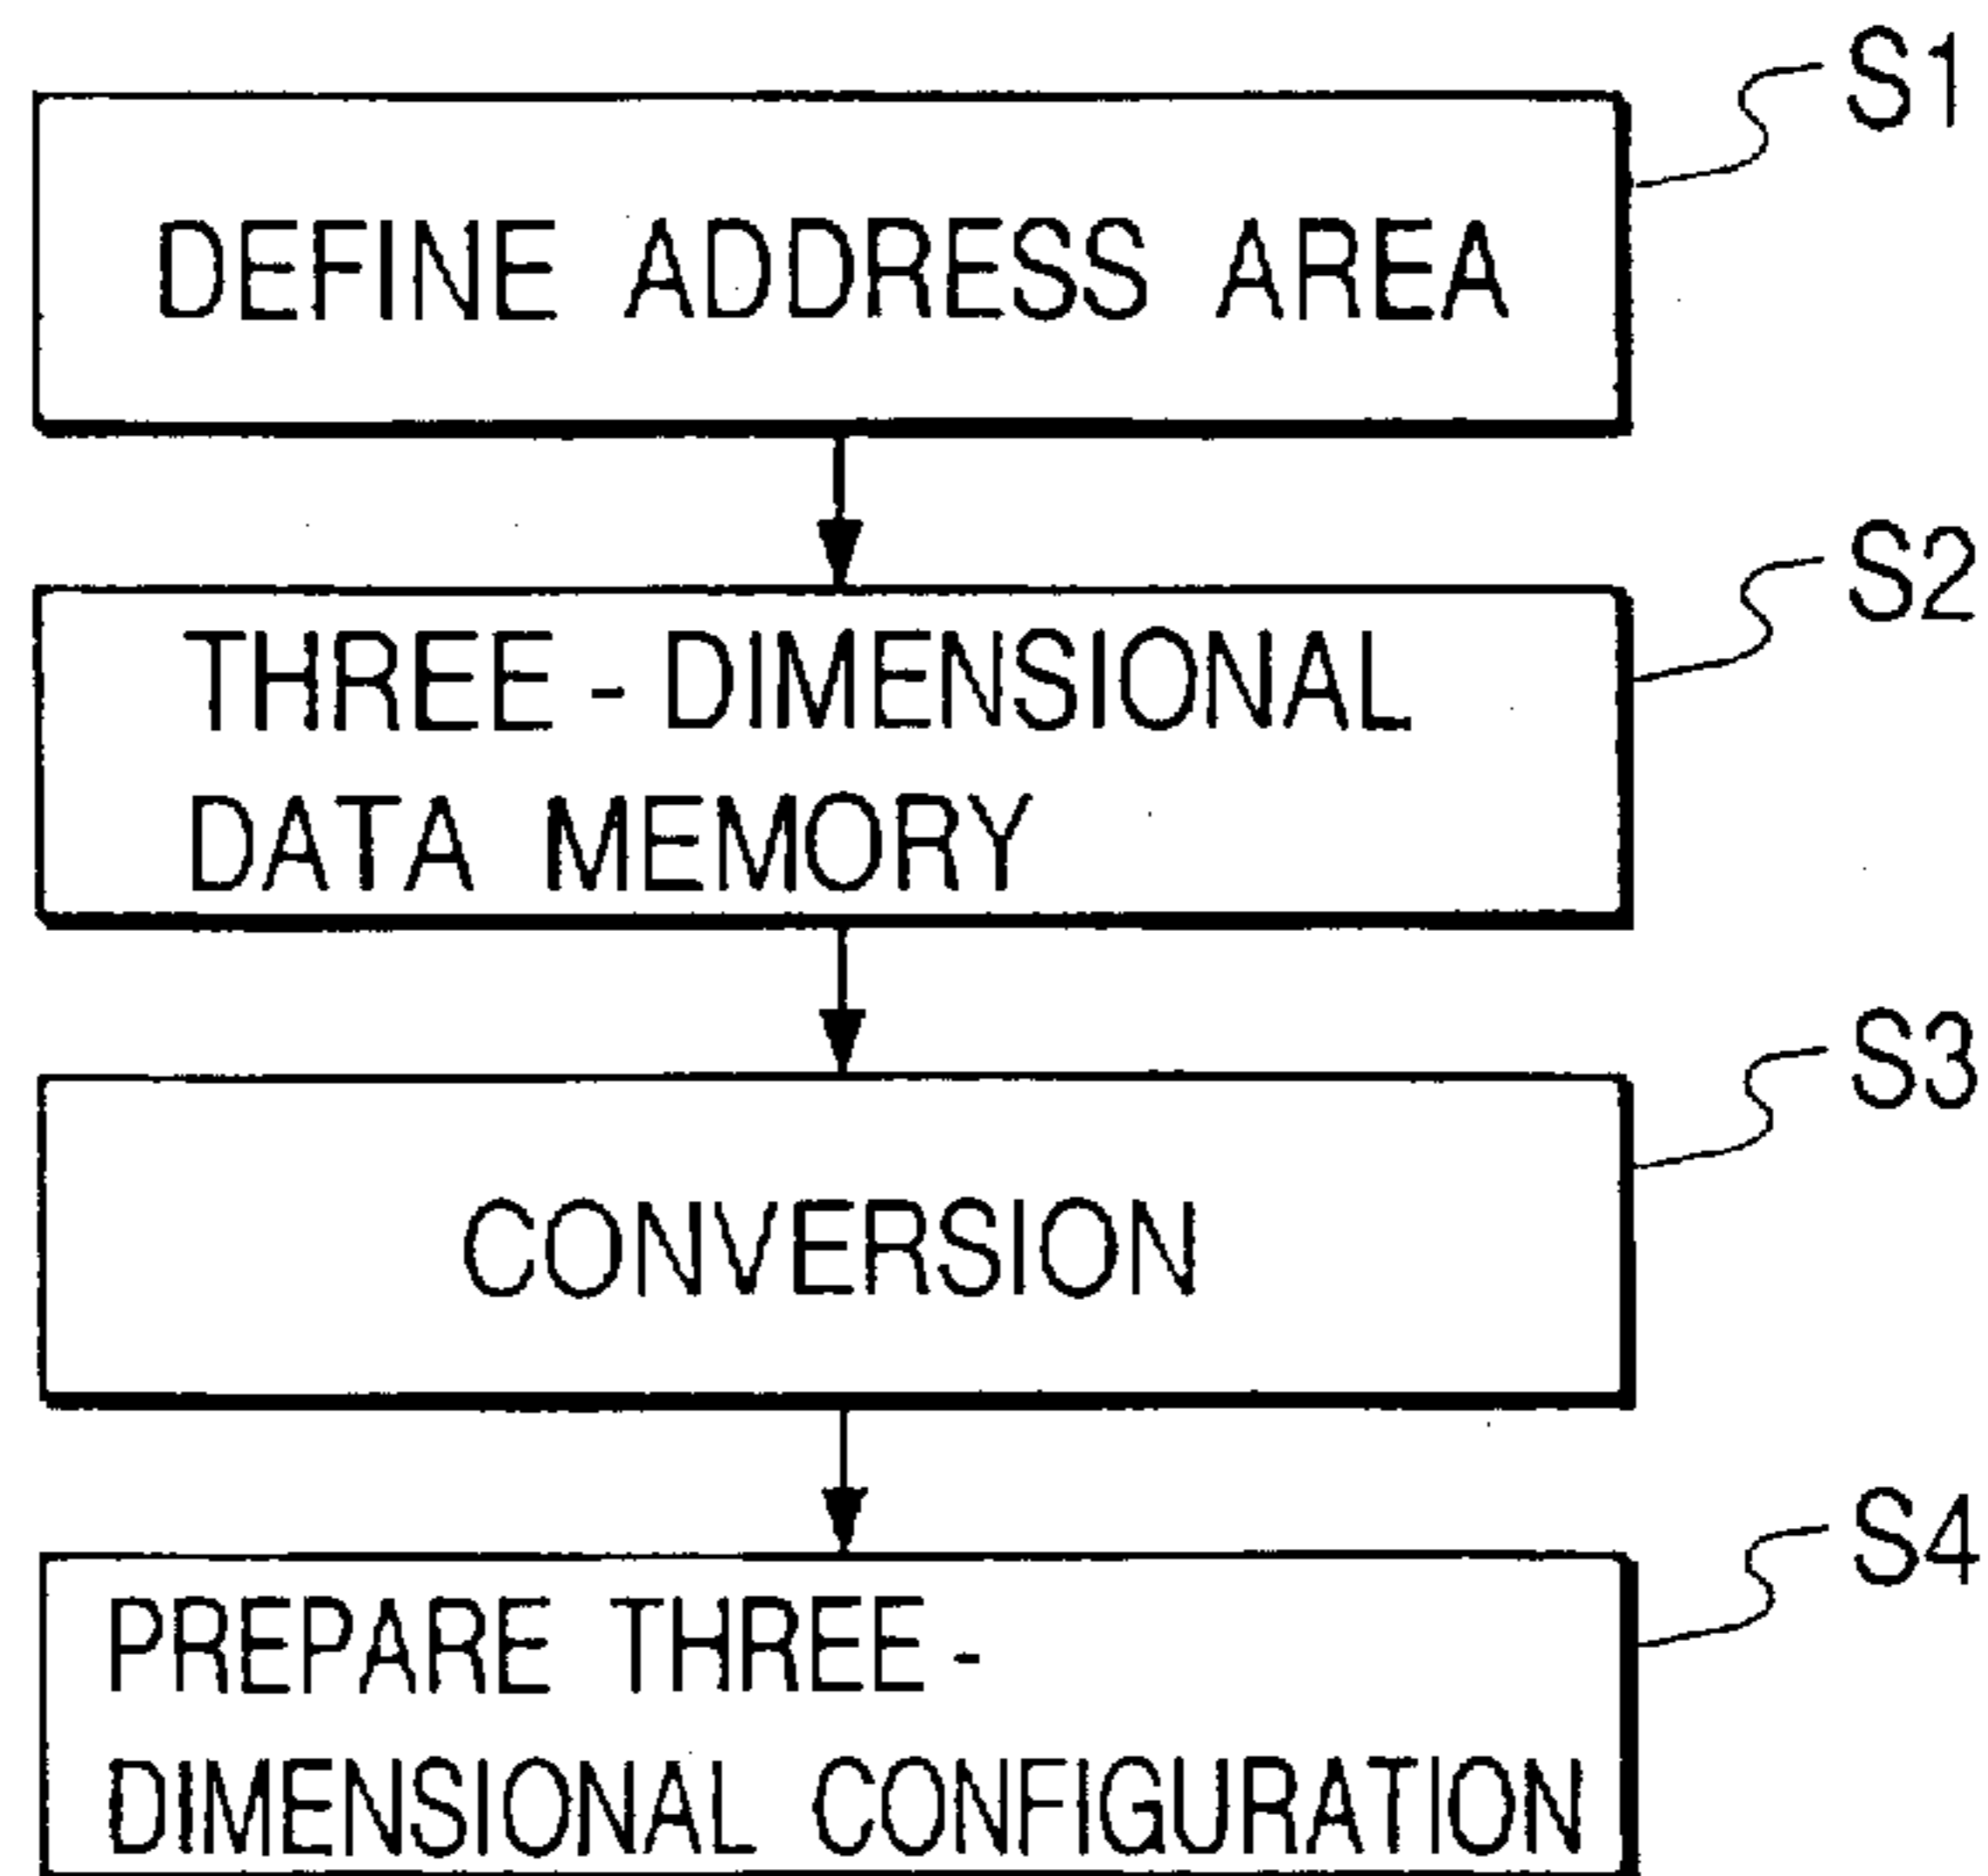 S1
DEFINE ADDRESS AREA
S2
THREE - DIMENSIONAL
DATA MEMORY
S3
CONVERSION
S4
PREPARE THREE -
DIMENSIONAL CONFIGURATION